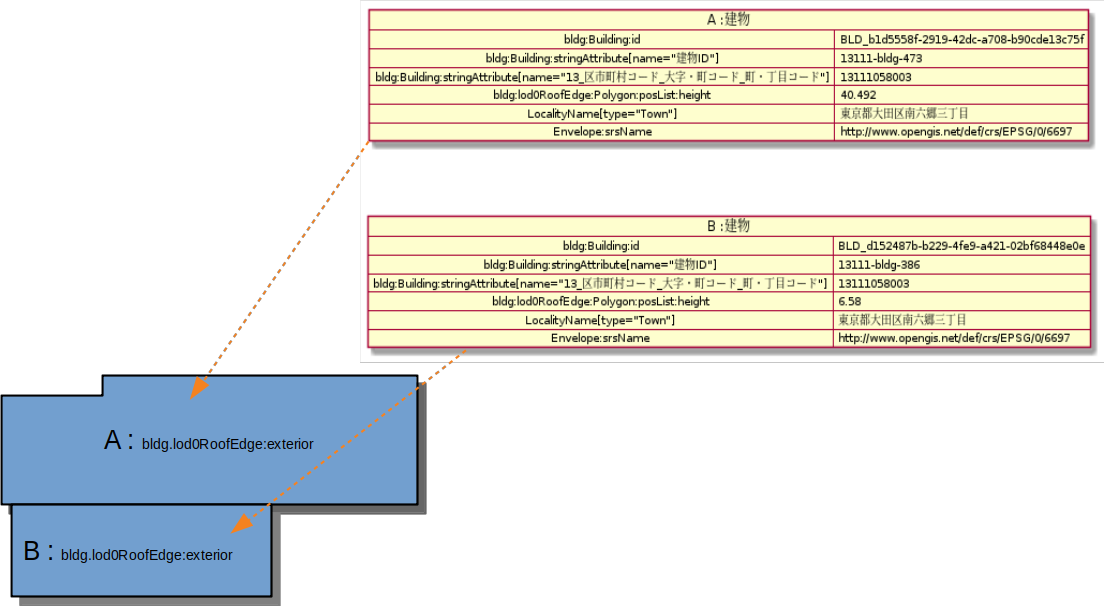 A :建物
bldg:Building:id BLD_b1d5558f-2919-42dc-a708-b90cde13c75f
bldg:Building:stringAttribute[name="建物ID"] 13111-bldg-473
bldg:Building:stringAttribute[name="13_区市町村コード_大字・町コード_町・丁目コード"] 13111058003
bldg:lod0RoofEdge:Polygon:posList:height 40.492
LocalityName[type="Town"] 東京都大田区南六郷三丁目
Envelope:srsName http://www.opengis.net/def/crs/EPSG/0/6697
B :建物
bldg:Building:id BLD_d152487b-b229-4fe9-a421-02bf68448e0e
bldg:Building:stringAttribute[name="建物ID"] 13111-bldg-386
bldg:Building:stringAttribute[name="13_区市町村コード_大字・町コード_町・丁目コード"] 13111058003
bldg:lod0RoofEdge:Polygon:posList:height 6.58
LocalityName[type="Town"] 東京都大田区南六郷三丁目
Envelope:srsName http://www.opengis.net/def/crs/EPSG/0/6697
A : bldg.lod0RoofEdge:exterior
B : bldg.lod0RoofEdge:exterior